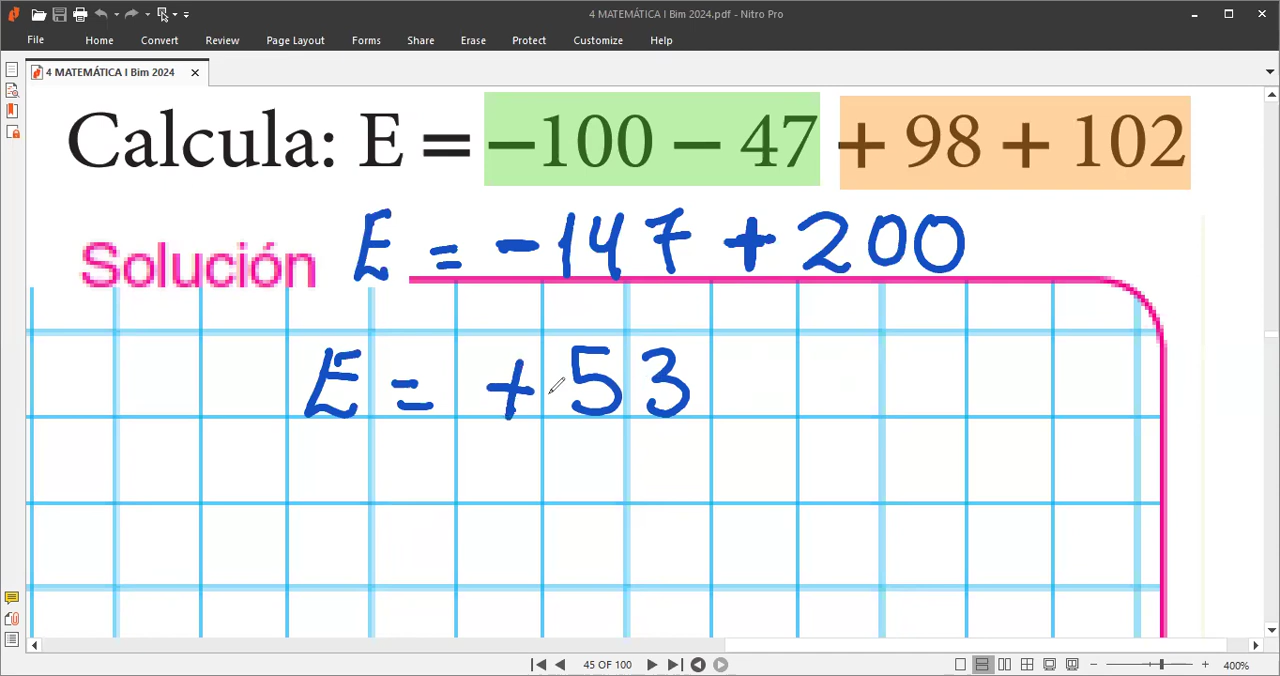 4 MATEMÁTICA I Bim 2024.pdf - Nitro Pro
File Home Convert Review Page Layout Forms Share Erase Protect Customize Help
4 MATEMÁTICA I Bim 2024
Calcula: E = −100 − 47 + 98 + 102
Solución E = -147 + 200
E = +53
45 OF 100
400%